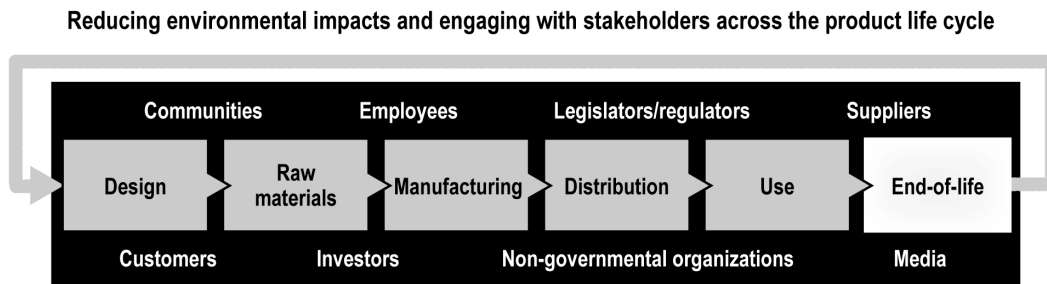 Reducing environmental impacts and engaging with stakeholders across the product life cycle
Communities Employees Legislators/regulators Suppliers
Design Raw materials Manufacturing Distribution Use End-of-life
Customers Investors Non-governmental organizations Media